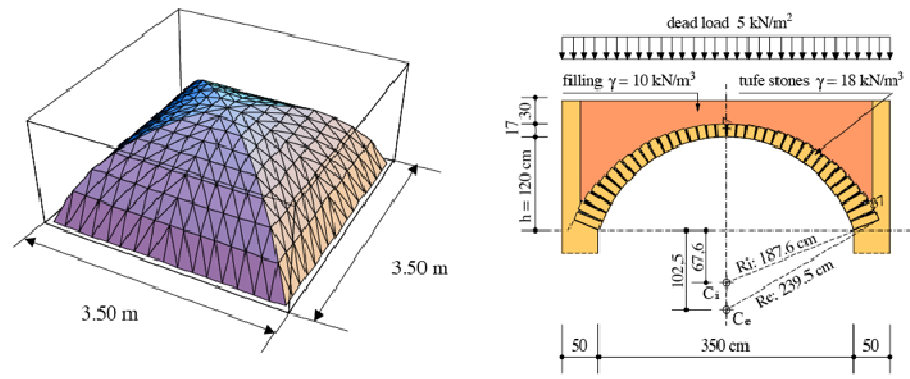 3.50 m
3.50 m
dead load 5 kN/m²
filling γ = 10 kN/m³
tufe stones γ = 18 kN/m³
30
17
h = 120 cm
102.5
67.6
Ri: 187.6 cm
Re: 239.5 cm
Ci
Ce
50
350 cm
50